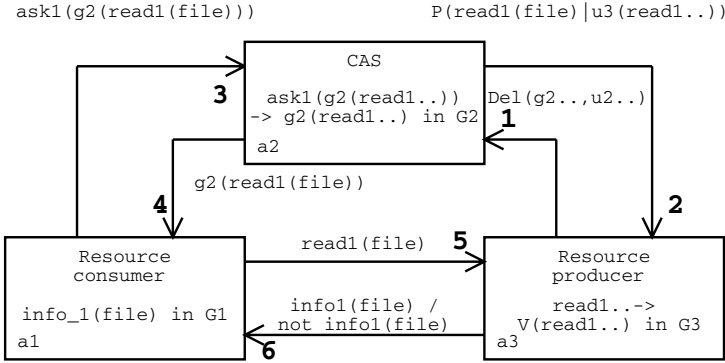 ask1(g2(read1(file)))
P(read1(file)|u3(read1..))
CAS
3
ask1(g2(read1..))
-> g2(read1..) in G2
Del(g2..,u2..)
1
a2
g2(read1(file))
4
2
Resource
consumer
read1(file)
5
Resource
producer
info_1(file) in G1
info1(file) /
not info1(file)
read1..->
V(read1..) in G3
a1
6
a3